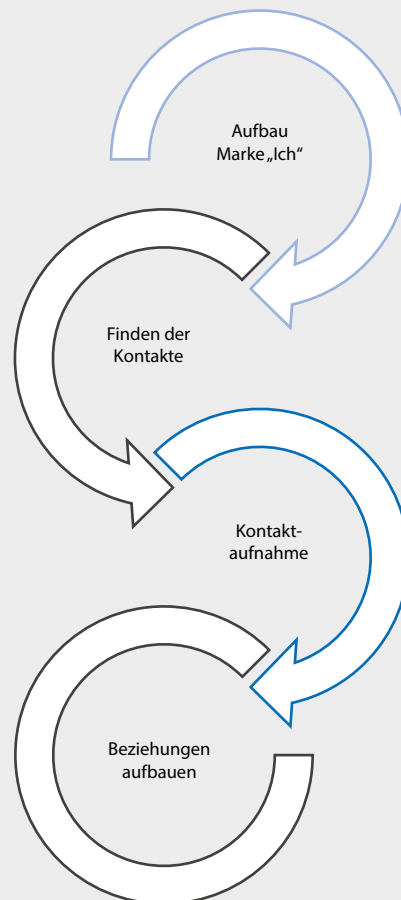 Aufbau
Marke „Ich“
Finden der
Kontakte
Kontakt-
aufnahme
Beziehungen
aufbauen